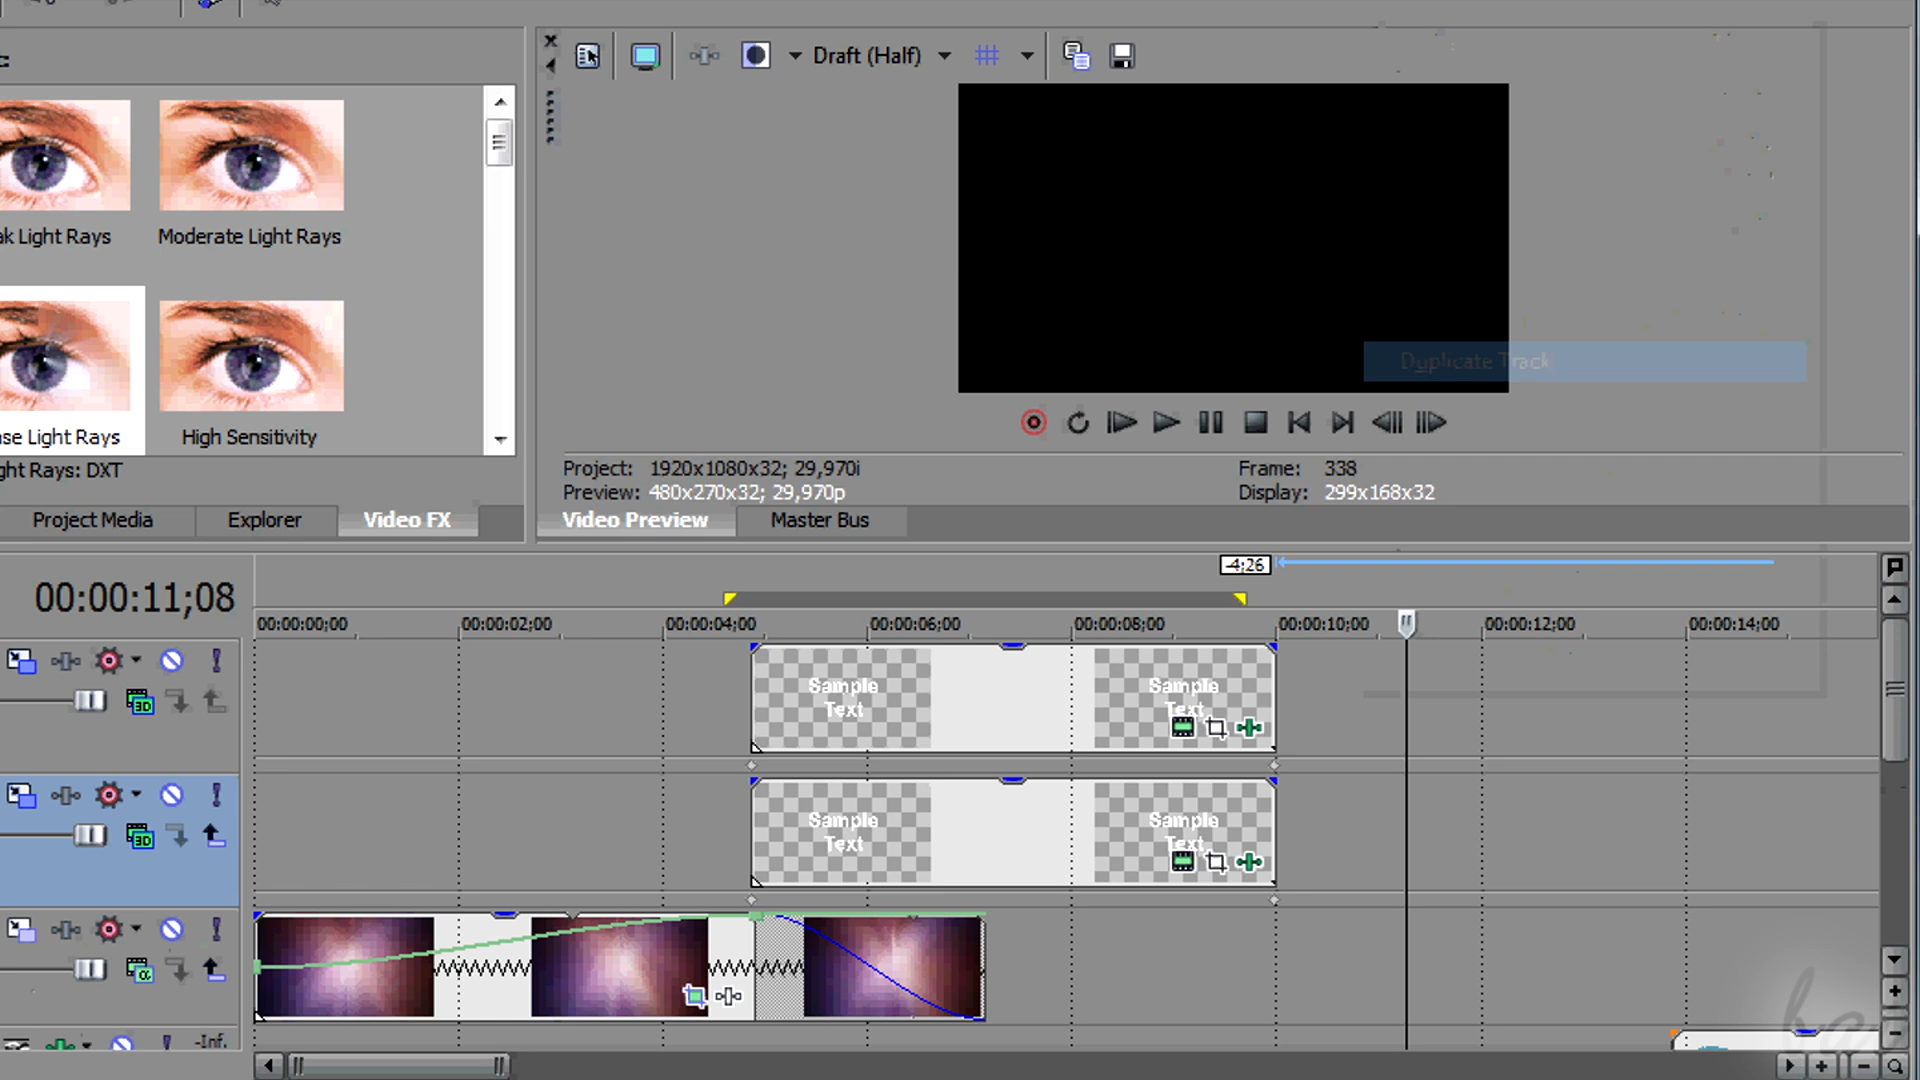 Draft (Half)
Light Rays
Moderate Light Rays
Light Rays
High Sensitivity
Rays: DXT
Duplicate Track
Project: 1920x1080x32; 29,970i
Frame: 338
Preview: 480x270x32; 29,970p
Display: 299x168x32
Project Media
Explorer
Video FX
Video Preview
Master Bus
-4;26
00:00:11;08
00:00:00;00
00:00:02;00
00:00:04;00
00:00:06;00
00:00:08;00
00:00:10;00
00:00:12;00
00:00:14;00
Sample
Text
Sample
Text
3D
Sample
Text
Sample
Text
3D
α
-Inf.